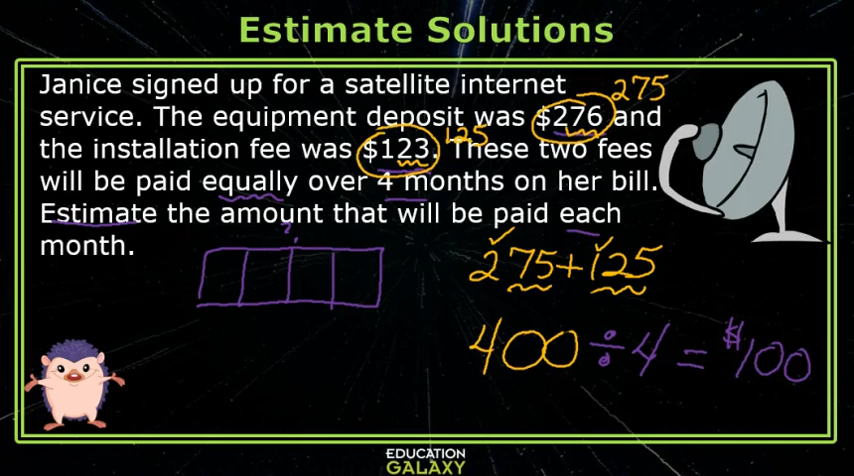 Estimate Solutions
Janice signed up for a satellite internet
275
service. The equipment deposit was $276 and
125
the installation fee was $123. These two fees
will be paid equally over 4 months on her bill.
Estimate the amount that will be paid each
month.
?
275+125
400 ÷ 4 = $100
EDUCATION
GALAXY